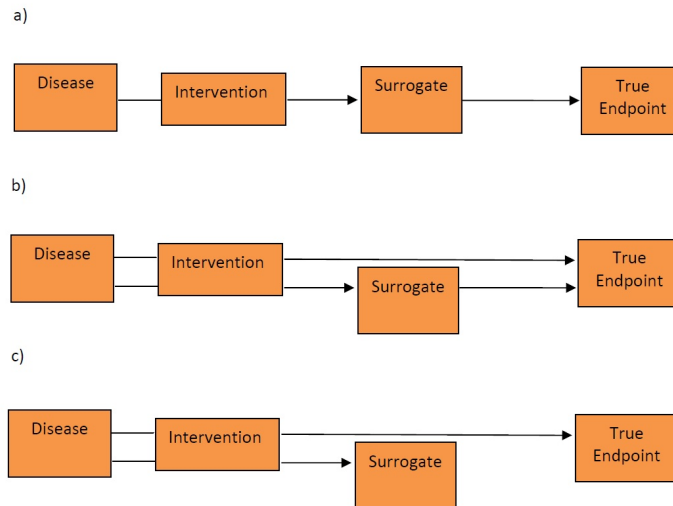 a)
Disease
Intervention
Surrogate
True
Endpoint
b)
Disease
Intervention
Surrogate
True
Endpoint
c)
Disease
Intervention
Surrogate
True
Endpoint